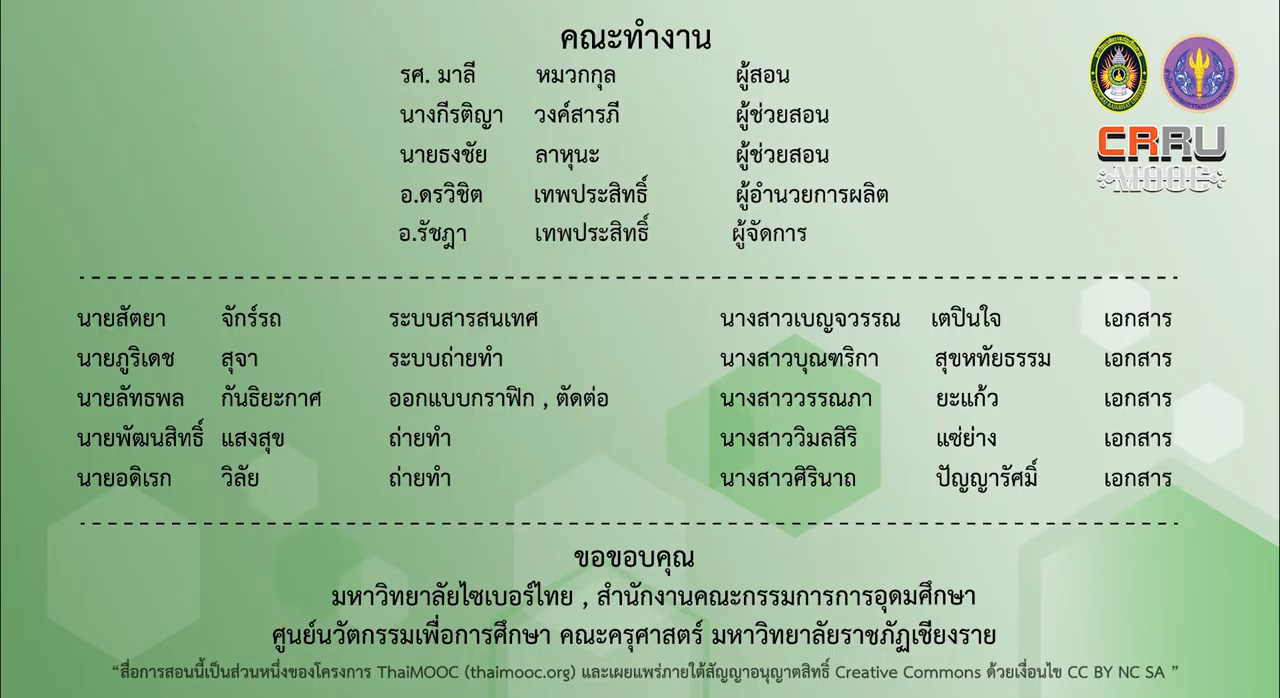 คณะทำงาน
รศ. มาลี หมวกกุล ผู้สอน
นางกีรติญา วงค์สารภี ผู้ช่วยสอน
นายธงชัย ลาหุนะ ผู้ช่วยสอน
อ.ดรวิชิต เทพประสิทธิ์ ผู้อำนวยการผลิต
อ.รัชฎา เทพประสิทธิ์ ผู้จัดการ
CRRU
MOOC
นายสัตยา จักร์รถ ระบบสารสนเทศ นางสาวเบญจวรรณ เตปินใจ เอกสาร
นายภูริเดช สุจา ระบบถ่ายทำ นางสาวบุณฑริกา สุขหทัยธรรม เอกสาร
นายลัทธพล กันธิยะกาศ ออกแบบกราฟิก , ตัดต่อ นางสาววรรณภา ยะแก้ว เอกสาร
นายพัฒนสิทธิ์ แสงสุข ถ่ายทำ นางสาววิมลสิริ แซ่ย่าง เอกสาร
นายอดิเรก วิลัย ถ่ายทำ นางสาวศิรินาถ ปัญญารัศมิ์ เอกสาร
ขอขอบคุณ
มหาวิทยาลัยไซเบอร์ไทย , สำนักงานคณะกรรมการการอุดมศึกษา
ศูนย์นวัตกรรมเพื่อการศึกษา คณะครุศาสตร์ มหาวิทยาลัยราชภัฏเชียงราย
“สื่อการสอนนี้เป็นส่วนหนึ่งของโครงการ ThaiMOOC (thaimooc.org) และเผยแพร่ภายใต้สัญญาอนุญาตสิทธิ์ Creative Commons ด้วยเงื่อนไข CC BY NC SA ”